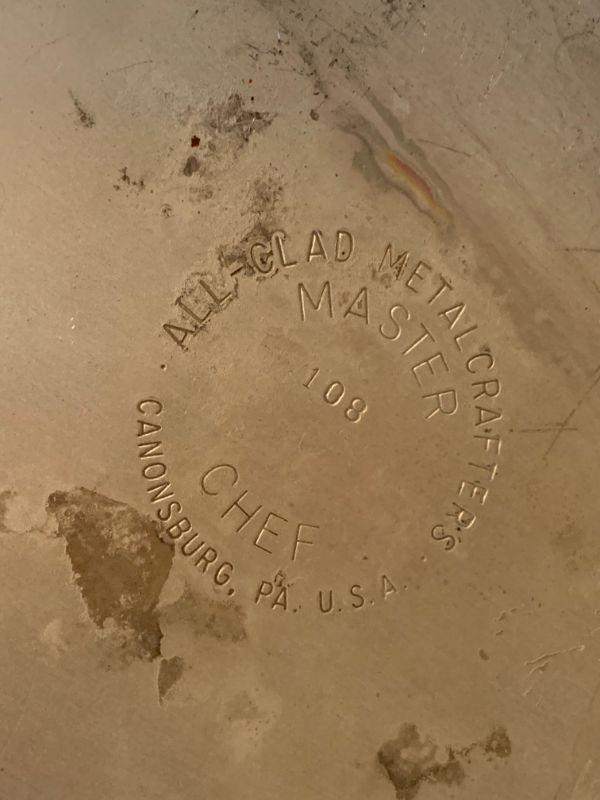 ALL-CLAD METALCRAFTERS
MASTER
108
CHEF
CANONSBURG, PA. U.S.A.